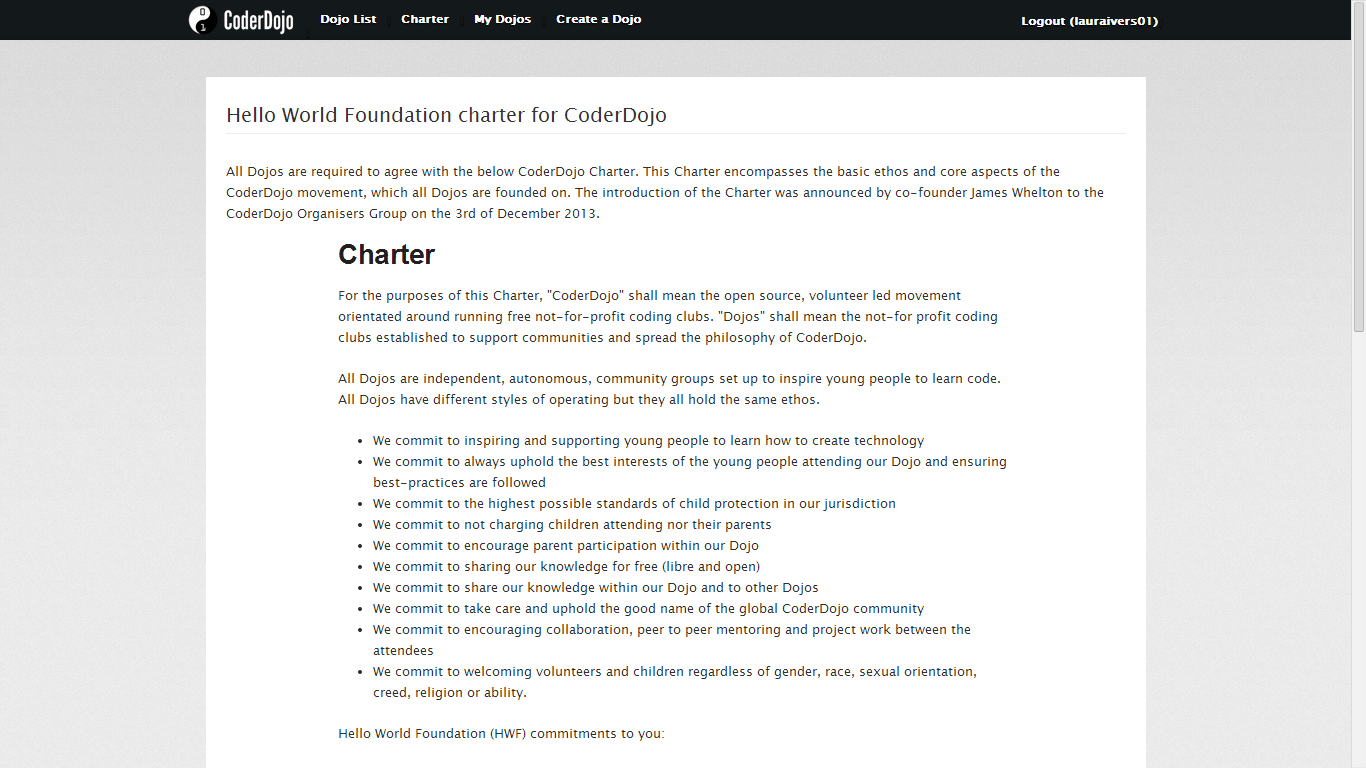 CoderDojo Dojo List Charter My Dojos Create a Dojo Logout (lauraivers01)
Hello World Foundation charter for CoderDojo
All Dojos are required to agree with the below CoderDojo Charter. This Charter encompasses the basic ethos and core aspects of the
CoderDojo movement, which all Dojos are founded on. The introduction of the Charter was announced by co-founder James Whelton to the
CoderDojo Organisers Group on the 3rd of December 2013.
Charter
For the purposes of this Charter, "CoderDojo" shall mean the open source, volunteer led movement
orientated around running free not-for-profit coding clubs. "Dojos" shall mean the not-for profit coding
clubs established to support communities and spread the philosophy of CoderDojo.
All Dojos are independent, autonomous, community groups set up to inspire young people to learn code.
All Dojos have different styles of operating but they all hold the same ethos.
• We commit to inspiring and supporting young people to learn how to create technology
• We commit to always uphold the best interests of the young people attending our Dojo and ensuring
best-practices are followed
• We commit to the highest possible standards of child protection in our jurisdiction
• We commit to not charging children attending nor their parents
• We commit to encourage parent participation within our Dojo
• We commit to sharing our knowledge for free (libre and open)
• We commit to share our knowledge within our Dojo and to other Dojos
• We commit to take care and uphold the good name of the global CoderDojo community
• We commit to encouraging collaboration, peer to peer mentoring and project work between the
attendees
• We commit to welcoming volunteers and children regardless of gender, race, sexual orientation,
creed, religion or ability.
Hello World Foundation (HWF) commitments to you: